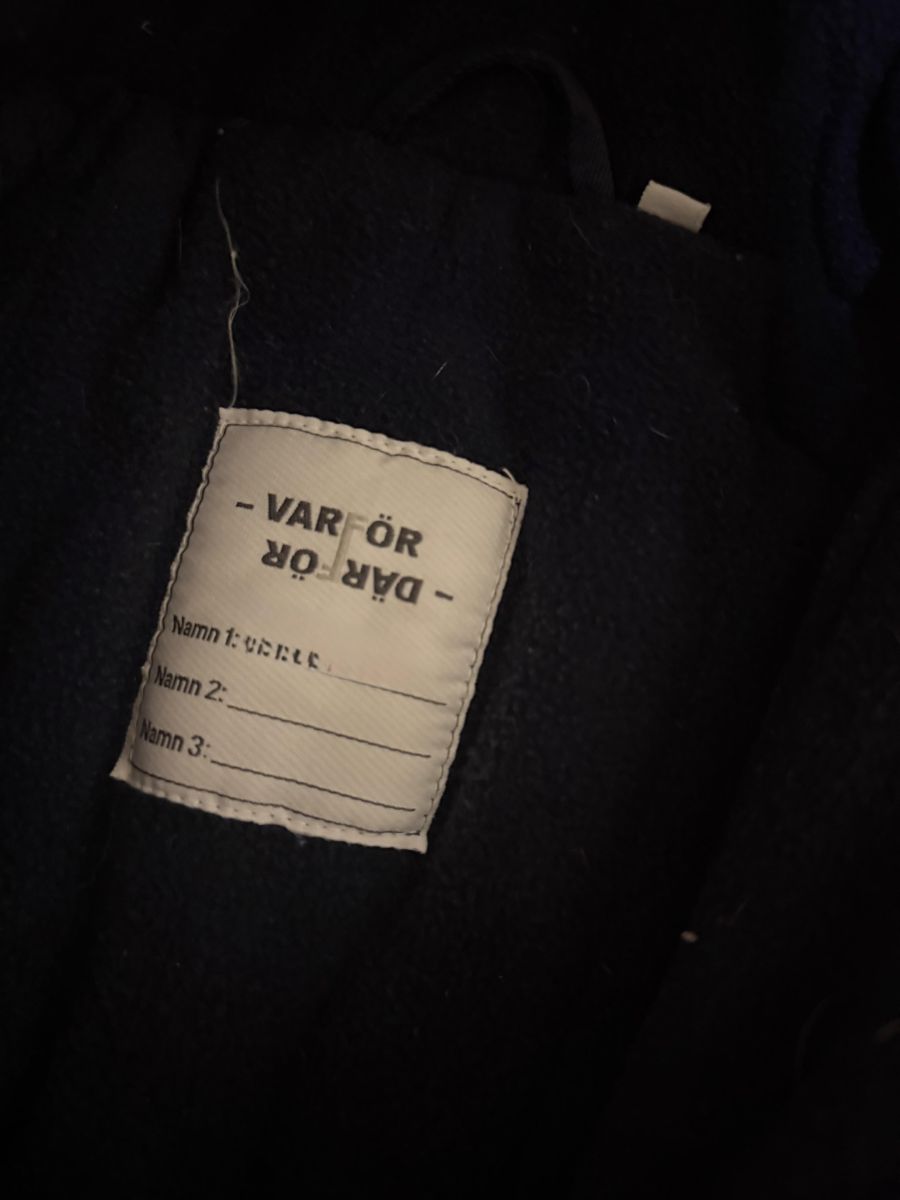 - VARFÖR
- DÄRFÖR
Namn 1:
Namn 2:
Namn 3: